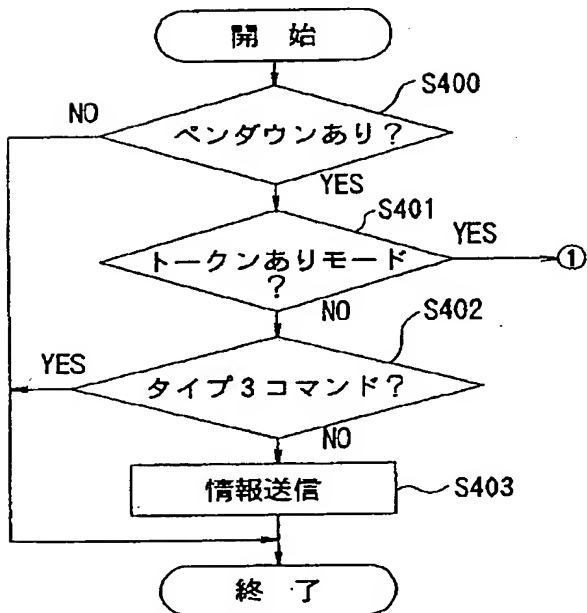 開 始
S400
NO
ペンダウンあり?
YES
S401
YES
トークンありモード
?
①
NO
S402
YES
タイプ3コマンド?
NO
情報送信
S403
終 了